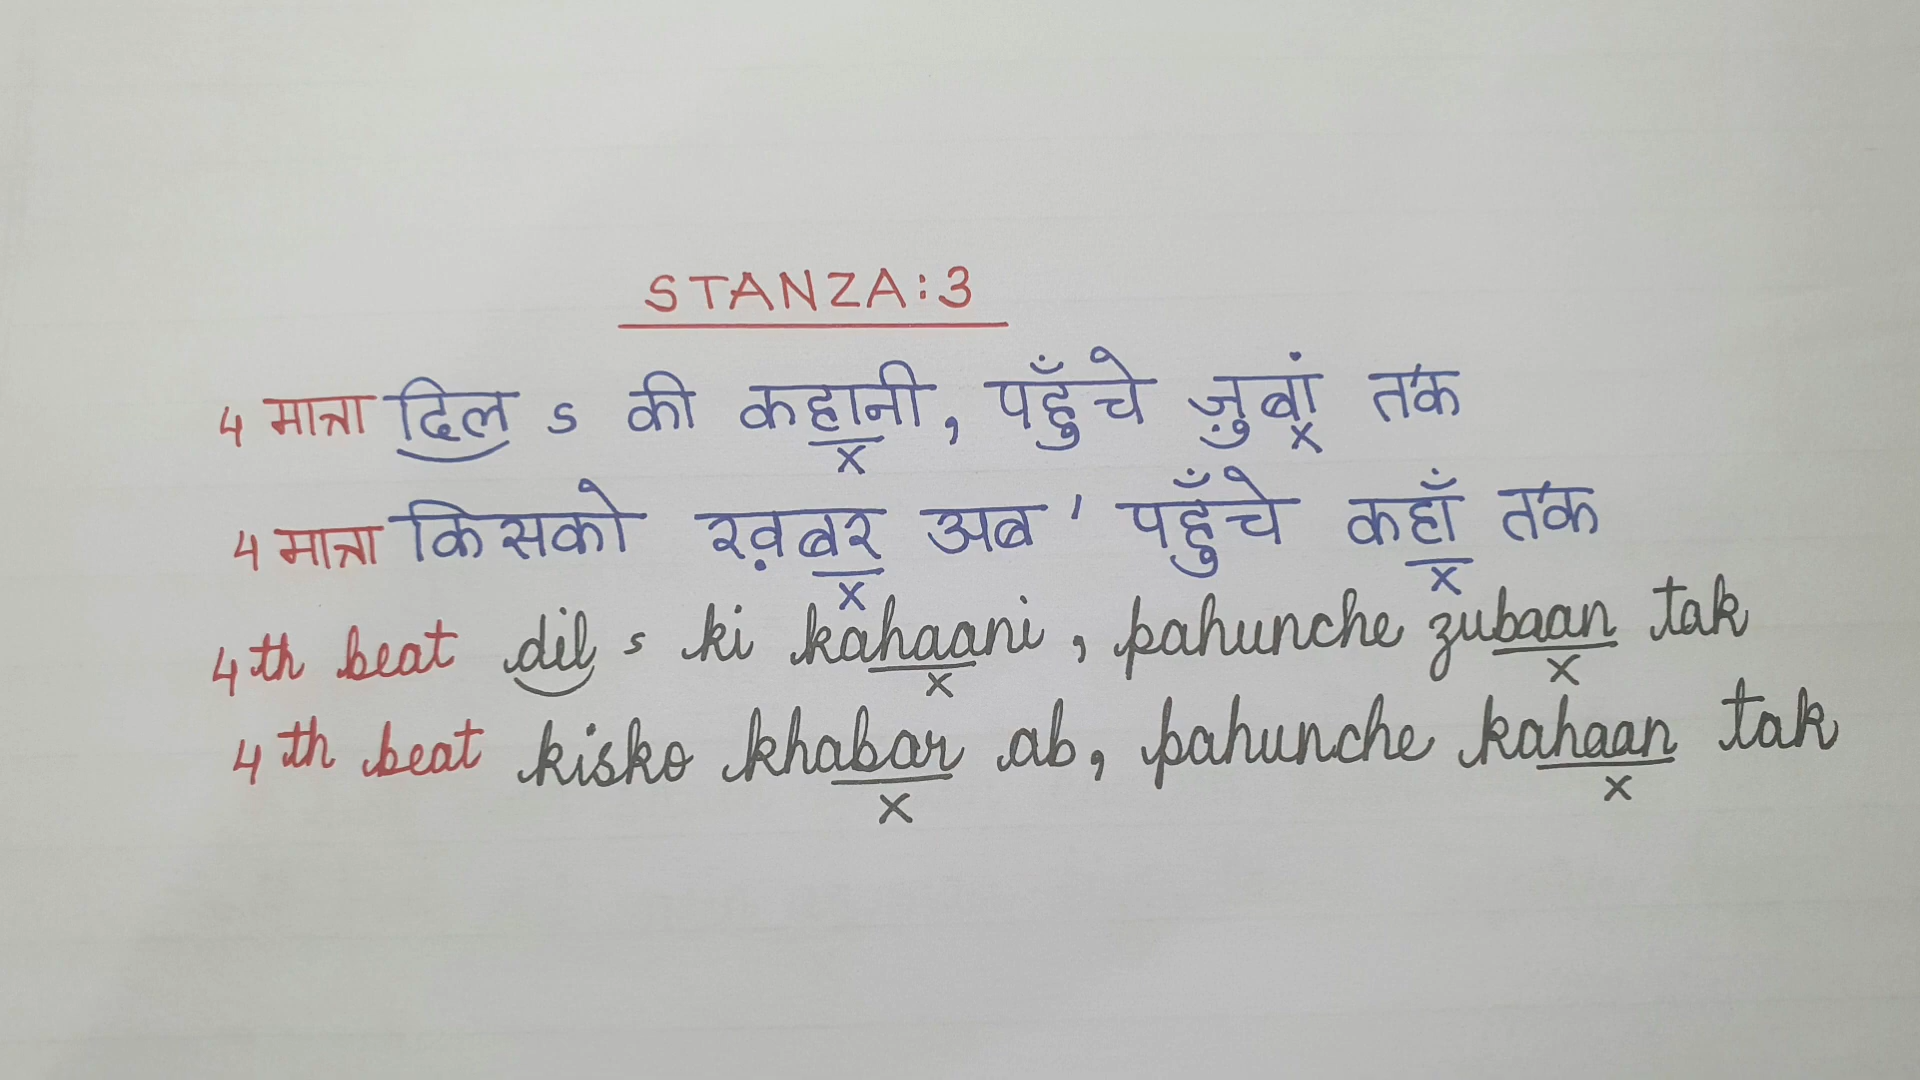 STANZA:3
4 मात्रा दिल s की कहानी, पहुँचे ज़ुबां तक
x x
4 मात्रा किसको ख़बर अब ' पहुँचे कहाँ तक
x x
4th beat dil s ki kahaani, pahunche zubaan tak
x x
4th beat kisko khabar ab, pahunche kahaan tak
x x